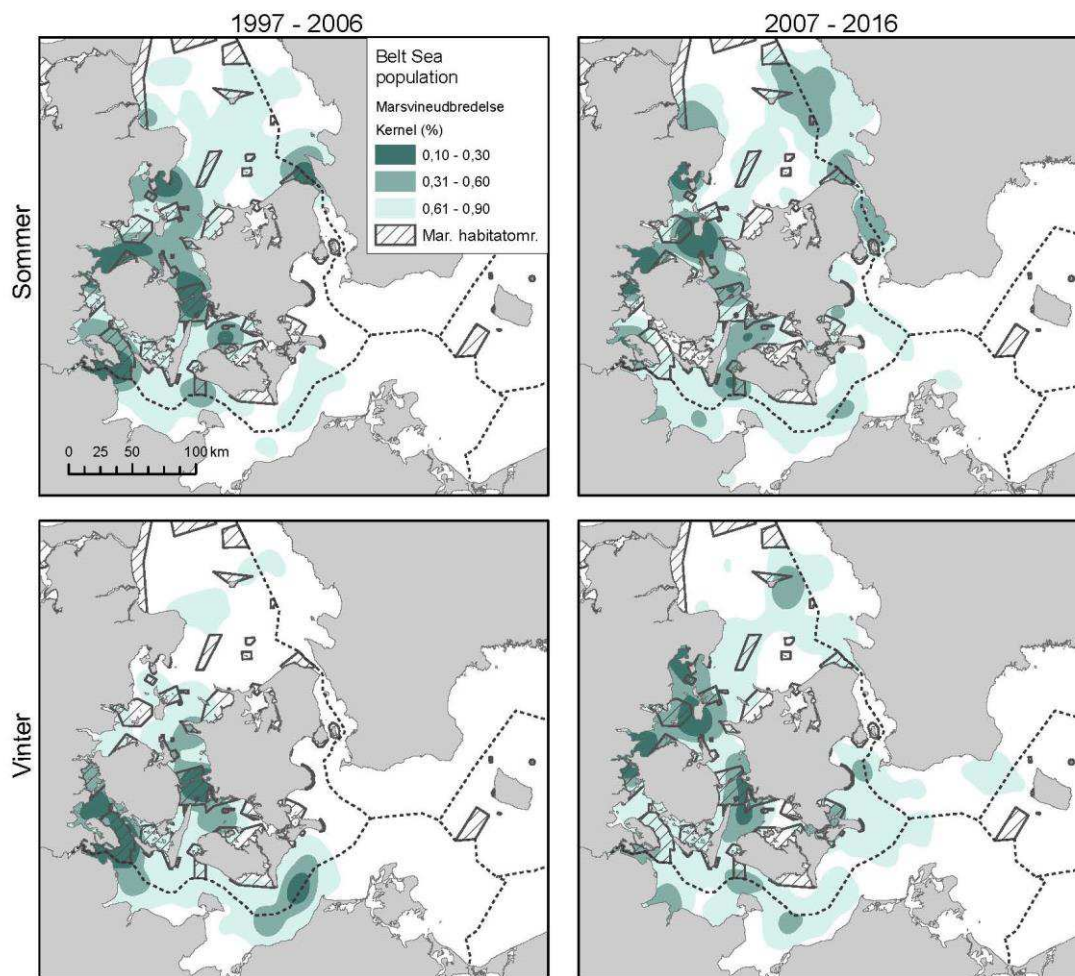 1997 - 2006
2007 - 2016
Belt Sea
population
Marsvineudbredelse
Kernel (%)
0,10 - 0,30
0,31 - 0,60
0,61 - 0,90
Mar. habitatomr.
Sommer
0 25 50 100 km
Vinter